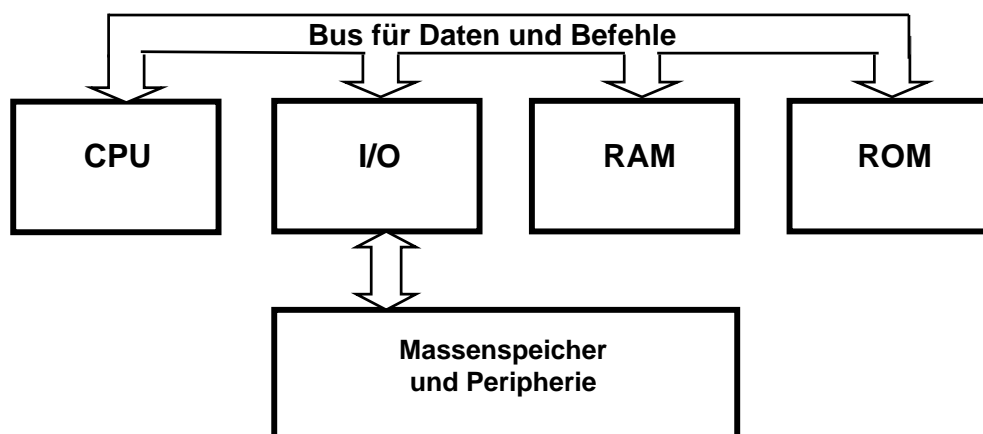 Bus für Daten und Befehle
CPU
I/O
RAM
ROM
Massenspeicher
und Peripherie